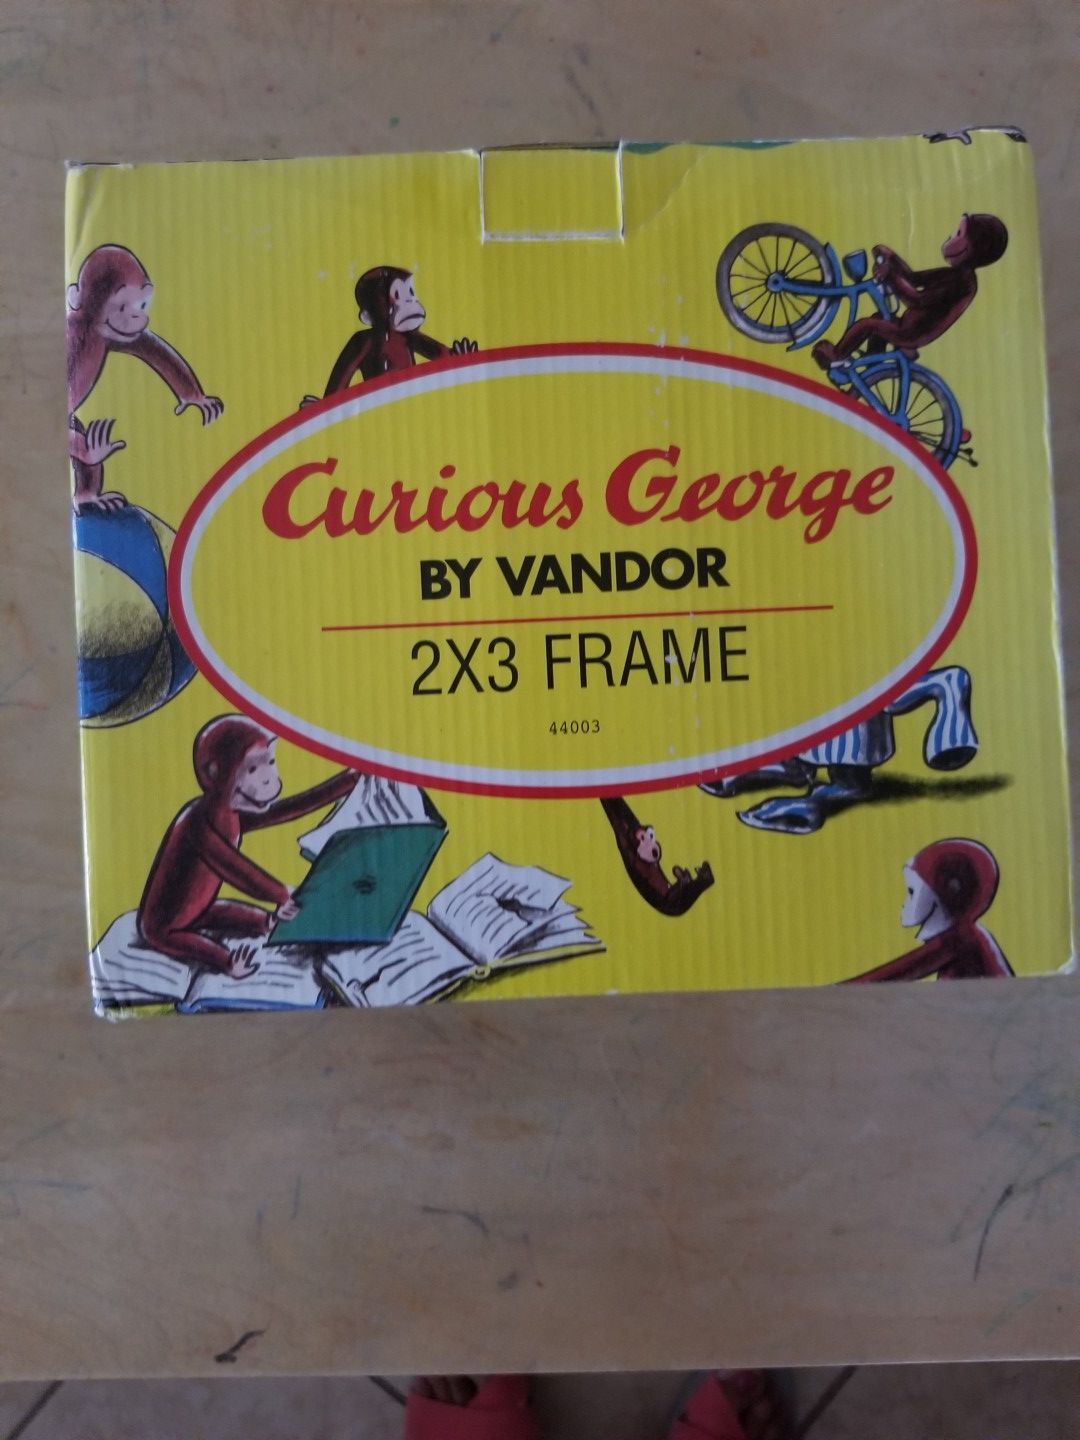 Curious George
BY VANDOR
2X3 FRAME
44003